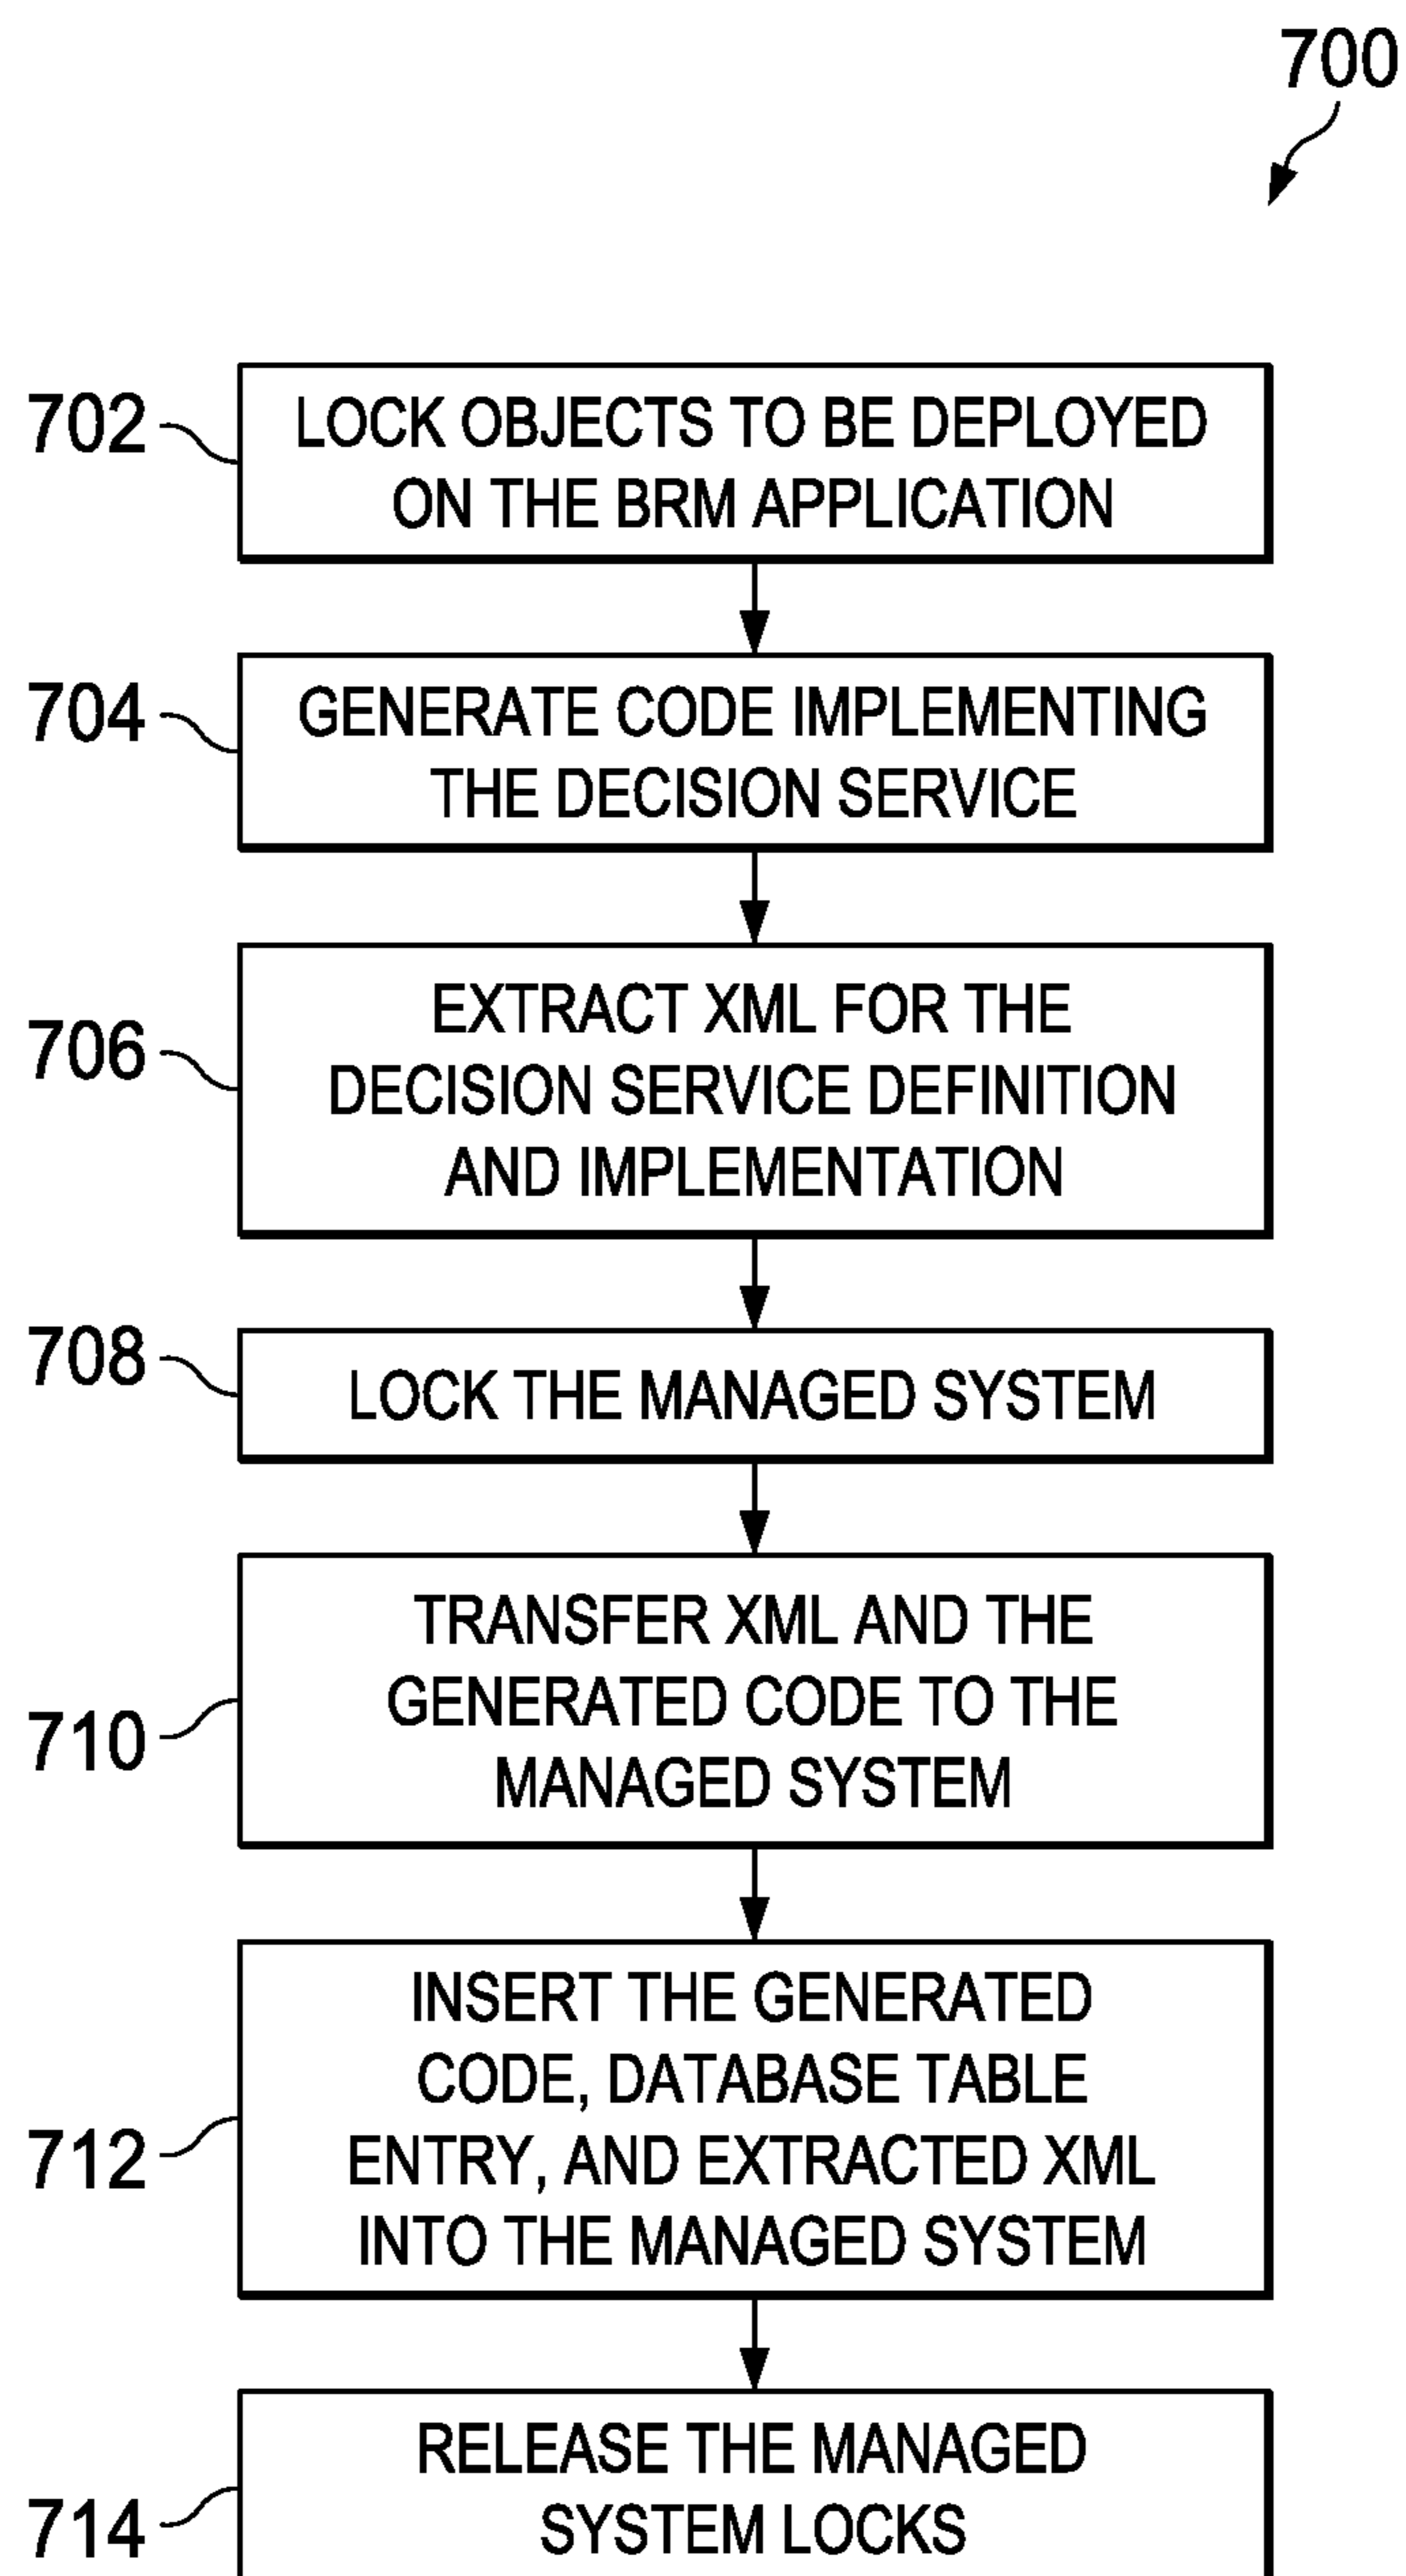 700
702
LOCK OBJECTS TO BE DEPLOYED
ON THE BRM APPLICATION
704
GENERATE CODE IMPLEMENTING
THE DECISION SERVICE
706
EXTRACT XML FOR THE
DECISION SERVICE DEFINITION
AND IMPLEMENTATION
708
LOCK THE MANAGED SYSTEM
710
TRANSFER XML AND THE
GENERATED CODE TO THE
MANAGED SYSTEM
712
INSERT THE GENERATED
CODE, DATABASE TABLE
ENTRY, AND EXTRACTED XML
INTO THE MANAGED SYSTEM
714
RELEASE THE MANAGED
SYSTEM LOCKS